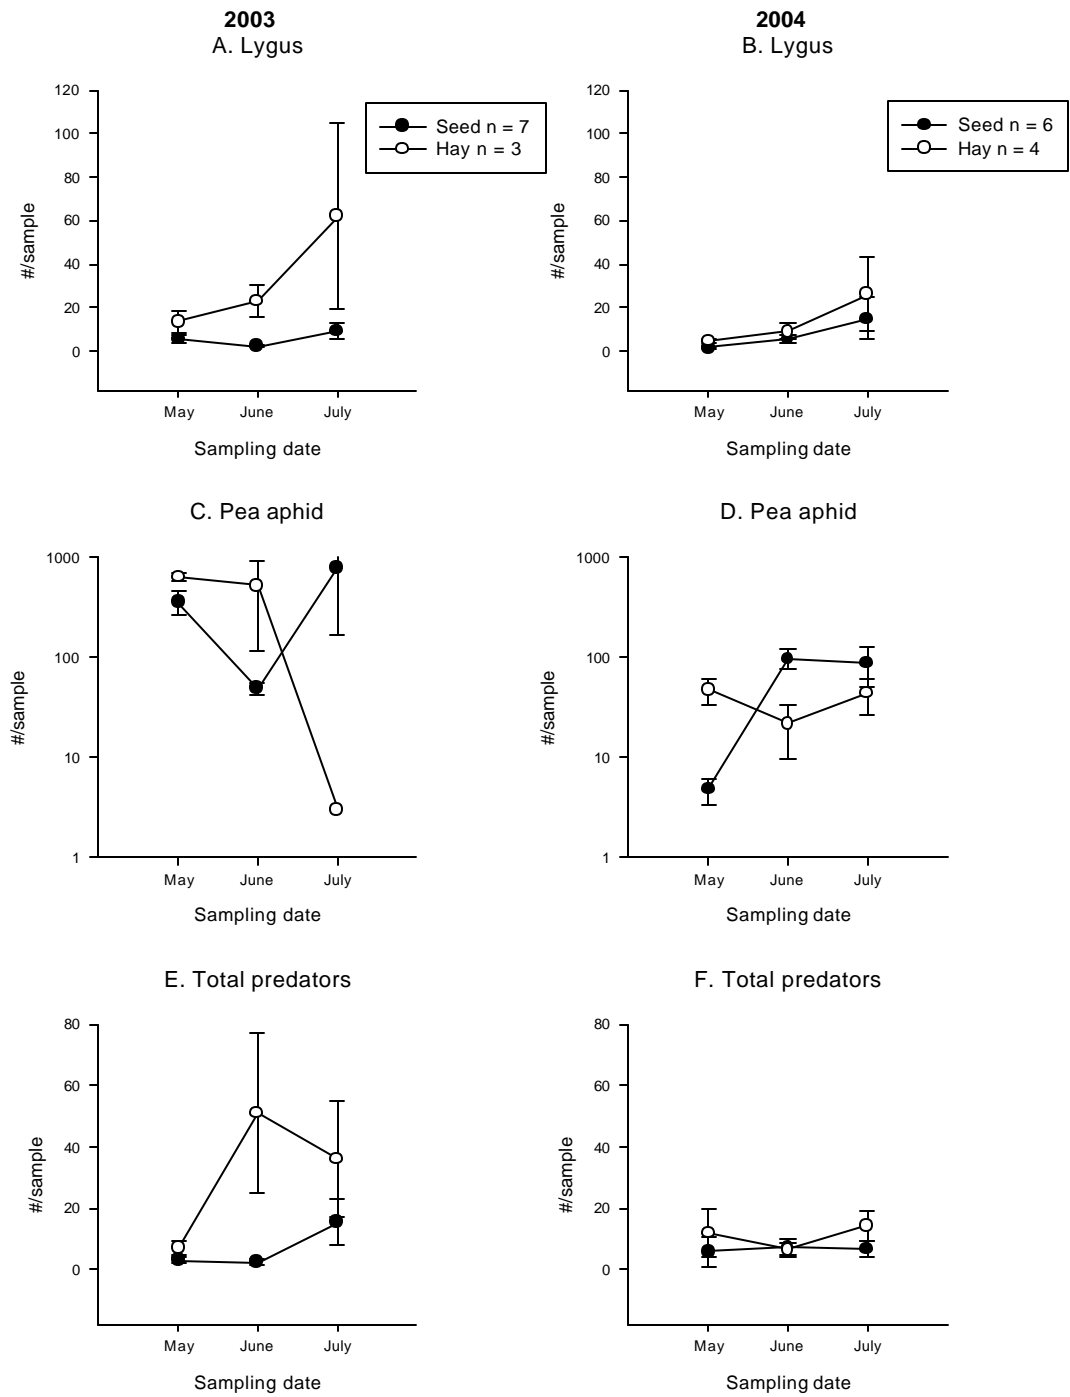 2003
A. Lygus
120
100
80
60
40
20
0
#/sample
Seed n = 7
Hay n = 3
May June July
Sampling date
2004
B. Lygus
120
100
80
60
40
20
0
#/sample
Seed n = 6
Hay n = 4
May June July
Sampling date
C. Pea aphid
1000
100
10
1
#/sample
May June July
Sampling date
D. Pea aphid
1000
100
10
1
#/sample
May June July
Sampling date
E. Total predators
80
60
40
20
0
#/sample
May June July
Sampling date
F. Total predators
80
60
40
20
0
#/sample
May June July
Sampling date